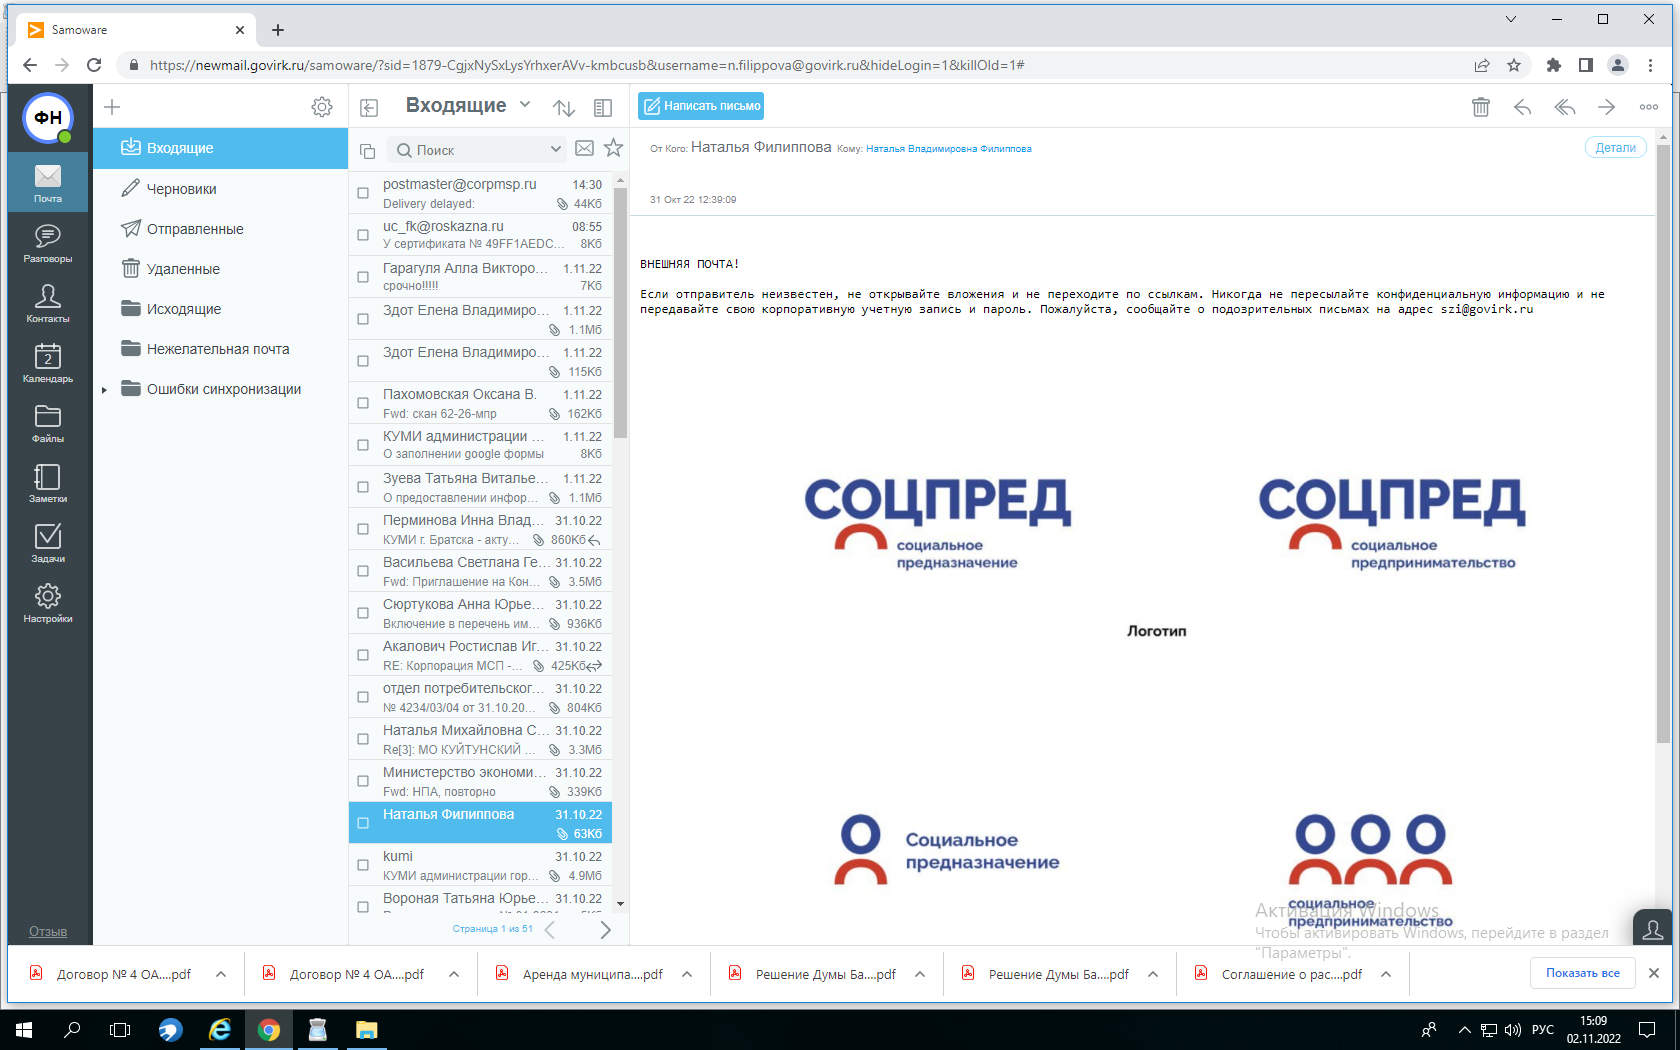 Samoware
https://newmail.govirk.ru/samoware/?sid=1879-CgjxNySxLysYrhxerAVv-kmbcusb&username=n.filippova@govirk.ru&hideLogin=1&killOld=1#
ФН
Почта
Разговоры
Контакты
2
Календарь
Файлы
Заметки
Задачи
Настройки
Отзыв
Входящие
Черновики
Отправленные
Удаленные
Исходящие
Нежелательная почта
Ошибки синхронизации
Входящие
Поиск
postmaster@corpmsp.ru 14:30
Delivery delayed: 44Кб
uc_fk@roskazna.ru 08:55
У сертификата № 49FF1AEDC... 8Кб
Гарагуля Алла Викторо... 1.11.22
срочно!!!!! 7Кб
Здот Елена Владимиро... 1.11.22
1.1Мб
Здот Елена Владимиро... 1.11.22
115Кб
Пахомовская Оксана В. 1.11.22
Fwd: скан 62-26-мпр 162Кб
КУМИ администрации ... 1.11.22
О заполнении google формы 8Кб
Зуева Татьяна Виталье... 1.11.22
О предоставлении инфор... 1.1Мб
Перминова Инна Влад... 31.10.22
КУМИ г. Братска - акту... 860Кб
Васильева Светлана Ге... 31.10.22
Fwd: Приглашение на Кон... 3.5Мб
Сюртукова Анна Юрье... 31.10.22
Включение в перечень им... 936Кб
Акалович Ростислав Иг... 31.10.22
RE: Корпорация МСП -... 425Кб
отдел потребительског... 31.10.22
№ 4234/03/04 от 31.10.20... 804Кб
Наталья Михайловна С... 31.10.22
Re[3]: МО КУЙТУНСКИЙ ... 3.3Мб
Министерство экономи... 31.10.22
Fwd: НПА, повторно 339Кб
Наталья Филиппова 31.10.22
63Кб
kumi 31.10.22
КУМИ администрации гор... 4.9Мб
Вороная Татьяна Юрье... 31.10.22
Страница 1 из 51
Написать письмо
От Кого: Наталья Филиппова Кому: Наталья Владимировна Филиппова
Детали
31 Окт 22 12:39:09
ВНЕШНЯЯ ПОЧТА!
Если отправитель неизвестен, не открывайте вложения и не переходите по ссылкам. Никогда не пересылайте конфиденциальную информацию и не
передавайте свою корпоративную учетную запись и пароль. Пожалуйста, сообщайте о подозрительных письмах на адрес szi@govirk.ru
СОЦПРЕД
социальное
предназначение
СОЦПРЕД
социальное
предпринимательство
Логотип
Социальное
предназначение
социальное
предпринимательство
Активация Windows
Чтобы активировать Windows, перейдите в раздел
"Параметры".
Договор № 4 ОА....pdf
Договор № 4 ОА....pdf
Аренда муниципа....pdf
Решение Думы Ба....pdf
Решение Думы Ба....pdf
Соглашение о рас....pdf
Показать все
РУС
15:09
02.11.2022